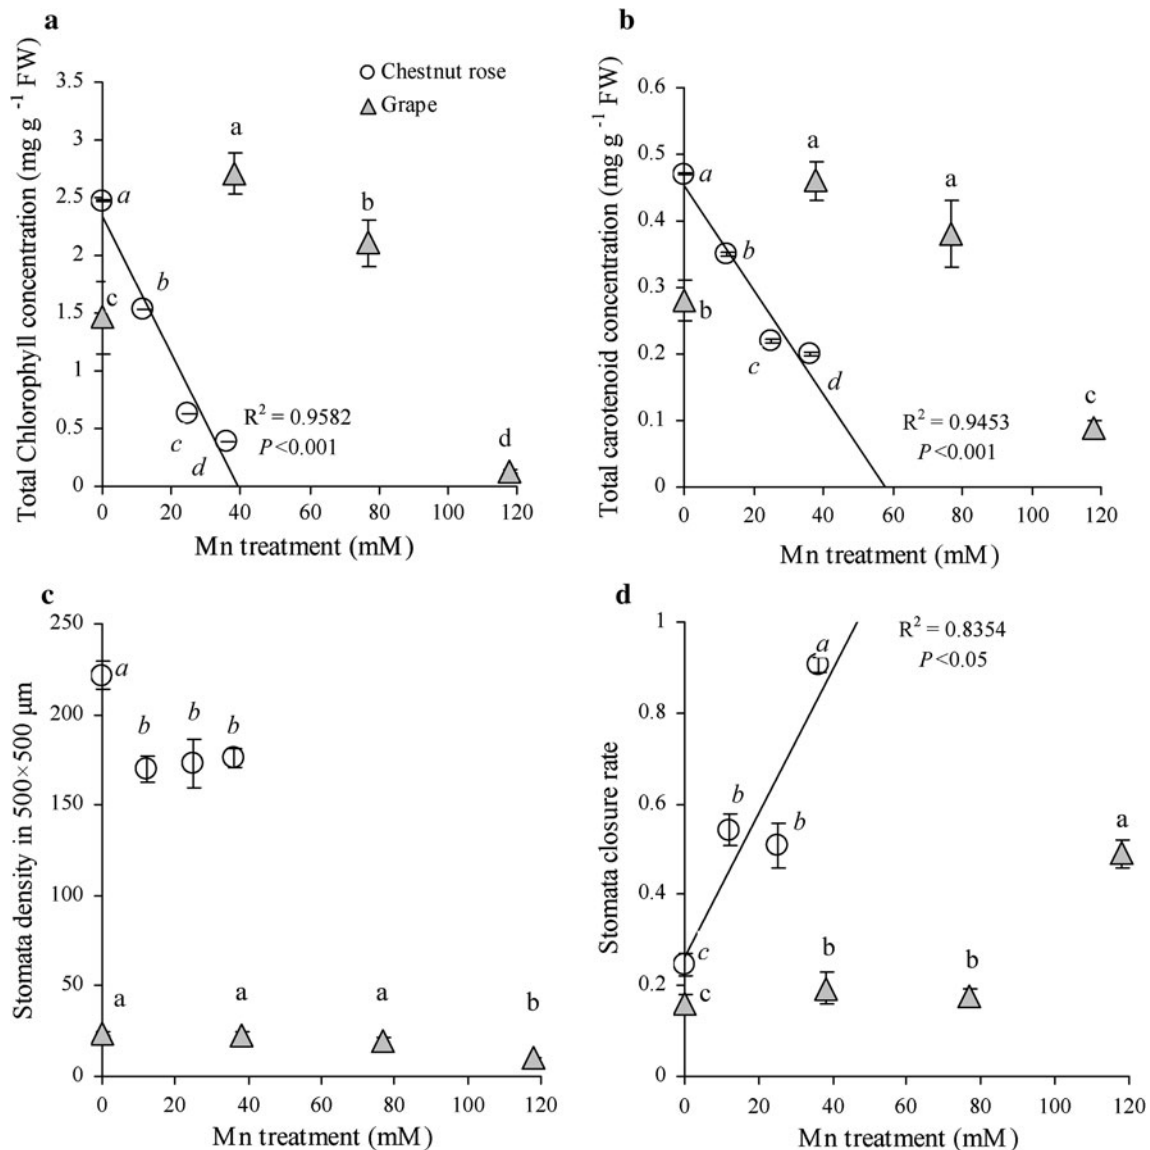 a
Total Chlorophyll concentration (mg g -1 FW)
3.5
3
2.5
2
1.5
1
0.5
0
Chestnut rose
Grape
a
a
b
b
c
c
d
d
R2 = 0.9582
P<0.001
0 20 40 60 80 100 120
Mn treatment (mM)
b
Total carotenoid concentration (mg g -1 FW)
0.6
0.5
0.4
0.3
0.2
0.1
0
a
a
a
b
b
c
d
c
R2 = 0.9453
P<0.001
0 20 40 60 80 100 120
Mn treatment (mM)
c
Stomata density in 500×500 µm
250
200
150
100
50
0
a
b b b
a a a b
0 20 40 60 80 100 120
Mn treatment (mM)
d
Stomata closure rate
1
0.8
0.6
0.4
0.2
0
R2 = 0.8354
P<0.05
a
b b
a
c
c
b b
0 20 40 60 80 100 120
Mn treatment (mM)